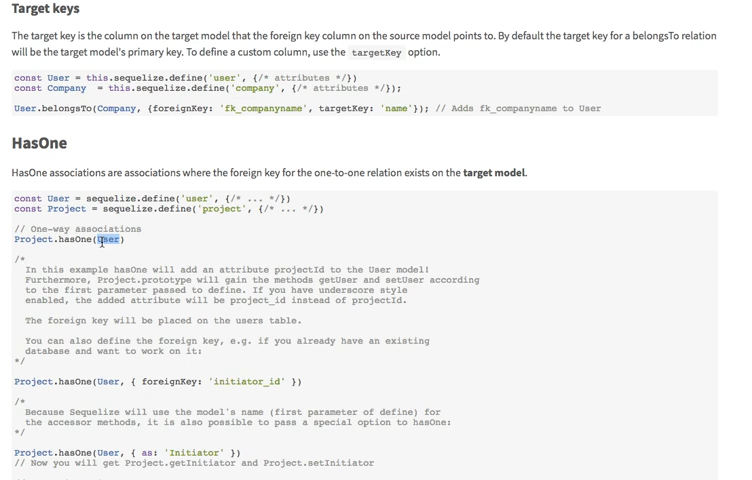 Target keys
The target key is the column on the target model that the foreign key column on the source model points to. By default the target key for a belongsTo relation
will be the target model's primary key. To define a custom column, use the targetKey option.
const User = this.sequelize.define('user', {/* attributes */})
const Company  = this.sequelize.define('company', {/* attributes */});
User.belongsTo(Company, {foreignKey: 'fk_companyname', targetKey: 'name'}); // Adds fk_companyname to User
HasOne
HasOne associations are associations where the foreign key for the one-to-one relation exists on the target model.
const User = sequelize.define('user', {/* ... */})
const Project = sequelize.define('project', {/* ... */})
// One-way associations
Project.hasOne(User)
/*
In this example hasOne will add an attribute projectId to the User model!
Furthermore, Project.prototype will gain the methods getUser and setUser according
to the first parameter passed to define. If you have underscore style
enabled, the added attribute will be project_id instead of projectId.
The foreign key will be placed on the users table.
You can also define the foreign key, e.g. if you already have an existing
database and want to work on it:
*/
Project.hasOne(User, { foreignKey: 'initiator_id' })
/*
Because Sequelize will use the model's name (first parameter of define) for
the accessor methods, it is also possible to pass a special option to hasOne:
*/
Project.hasOne(User, { as: 'Initiator' })
// Now you will get Project.getInitiator and Project.setInitiator